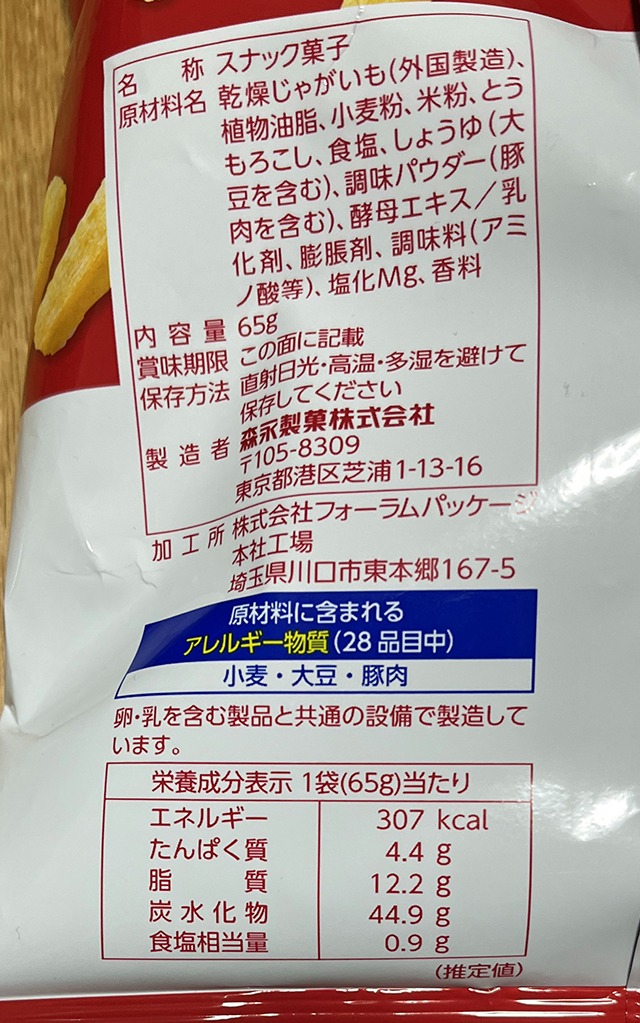 名称 スナック菓子
原材料名 乾燥じゃがいも(外国製造)、
植物油脂、小麦粉、米粉、とう
もろこし、食塩、しょうゆ(大
豆を含む)、調味パウダー(豚
肉を含む)、酵母エキス/乳
化剤、膨脹剤、調味料(アミ
ノ酸等)、塩化Mg、香料
内容量 65g
賞味期限 この面に記載
保存方法 直射日光・高温・多湿を避けて
保存してください
製造者 森永製菓株式会社
〒105-8309
東京都港区芝浦1-13-16
加工所 株式会社フォーラムパッケージ
本社工場
埼玉県川口市東本郷167-5
原材料に含まれる
アレルギー物質(28品目中)
小麦・大豆・豚肉
卵・乳を含む製品と共通の設備で製造して
います。
栄養成分表示 1袋(65g)当たり
エネルギー 307 kcal
たんぱく質 4.4 g
脂質 12.2 g
炭水化物 44.9 g
食塩相当量 0.9 g
(推定値)